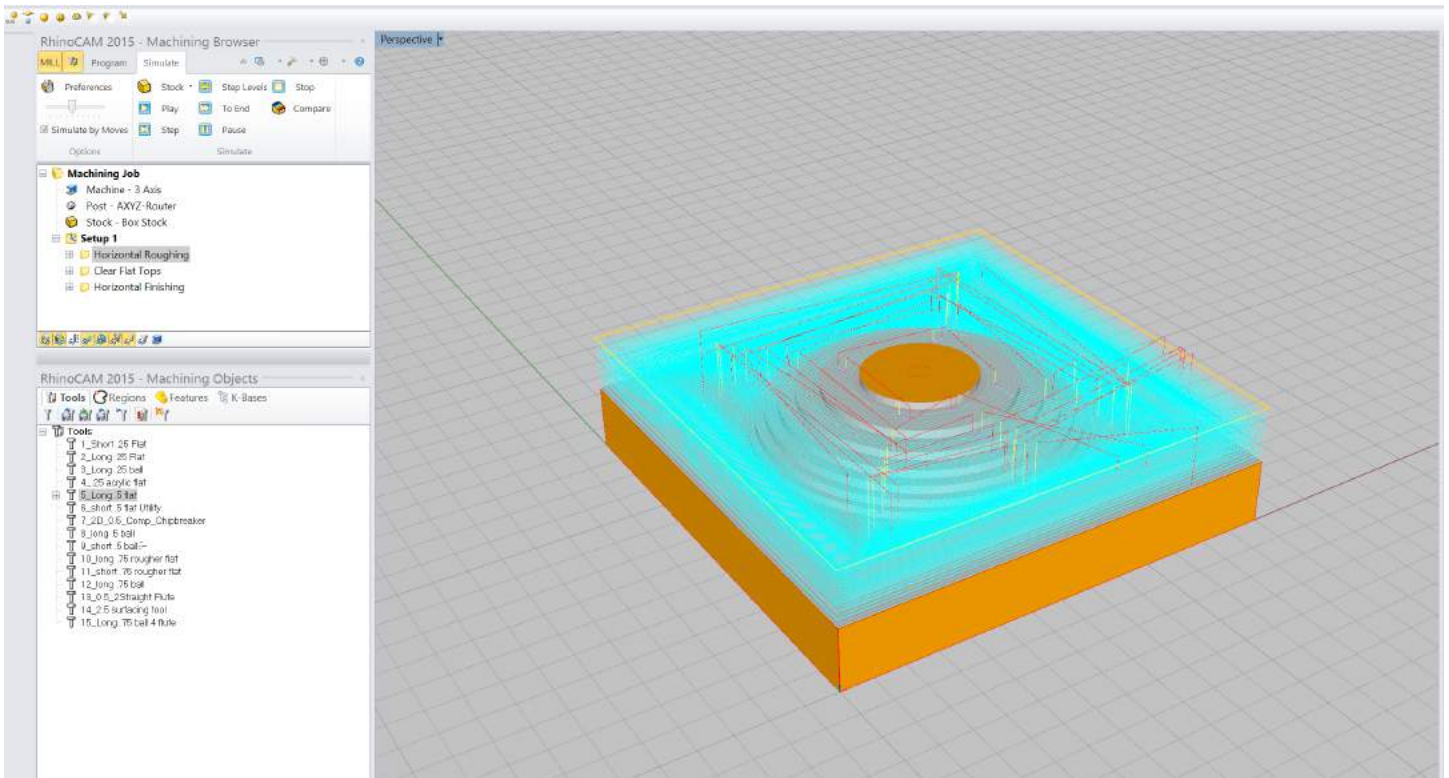 RhinoCAM 2015 - Machining Browser
MILL Program Simulate
Preferences Stock Step Levels Stop
Play To End Compare
Simulate by Moves Step Pause
Options Simulate
Machining Job
Machine - 3 Axis
Post - AXYZ-Router
Stock - Box Stock
Setup 1
Horizontal Roughing
Clear Flat Tops
Horizontal Finishing
RhinoCAM 2015 - Machining Objects
Tools Regions Features K-Bases
Tools
1_Short .25 Flat
2_Long .25 Flat
3_Long .25 ball
4_.25 acrylic flat
5_Long .5 flat
6_short .5 flat Utility
7_2D_0.5_Comp_Chipbreaker
8_long .5 ball
9_short .5 ball
10_long .75 rougher flat
11_short .75 rougher flat
12_long .75 ball
13_0.5_2Straight Flute
14_2.5 surfacing tool
15_Long .75 ball 4 flute
Perspective